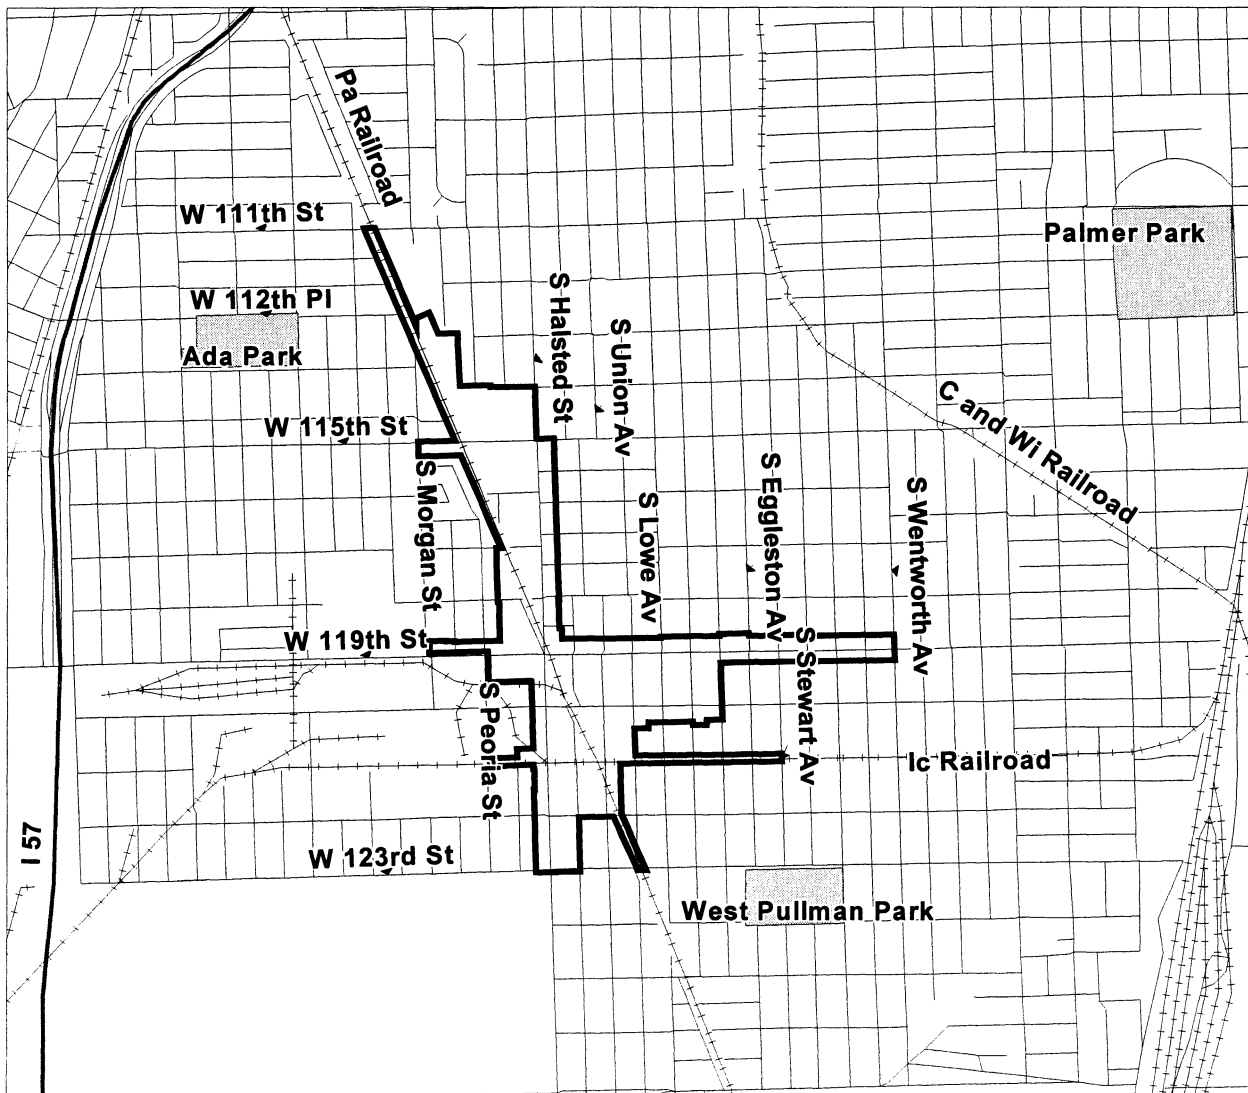 Pa Railroad
W 111th St
Palmer Park
W 112th Pl
S Halsted St
Ada Park
S Union Av
C and Wi Railroad
W 115th St
S Morgan St
S Eggleston Av
S Wentworth Av
S Lowe Av
W 119th St
S Stewart Av
S Peoria St
Ic Railroad
I 57
W 123rd St
West Pullman Park